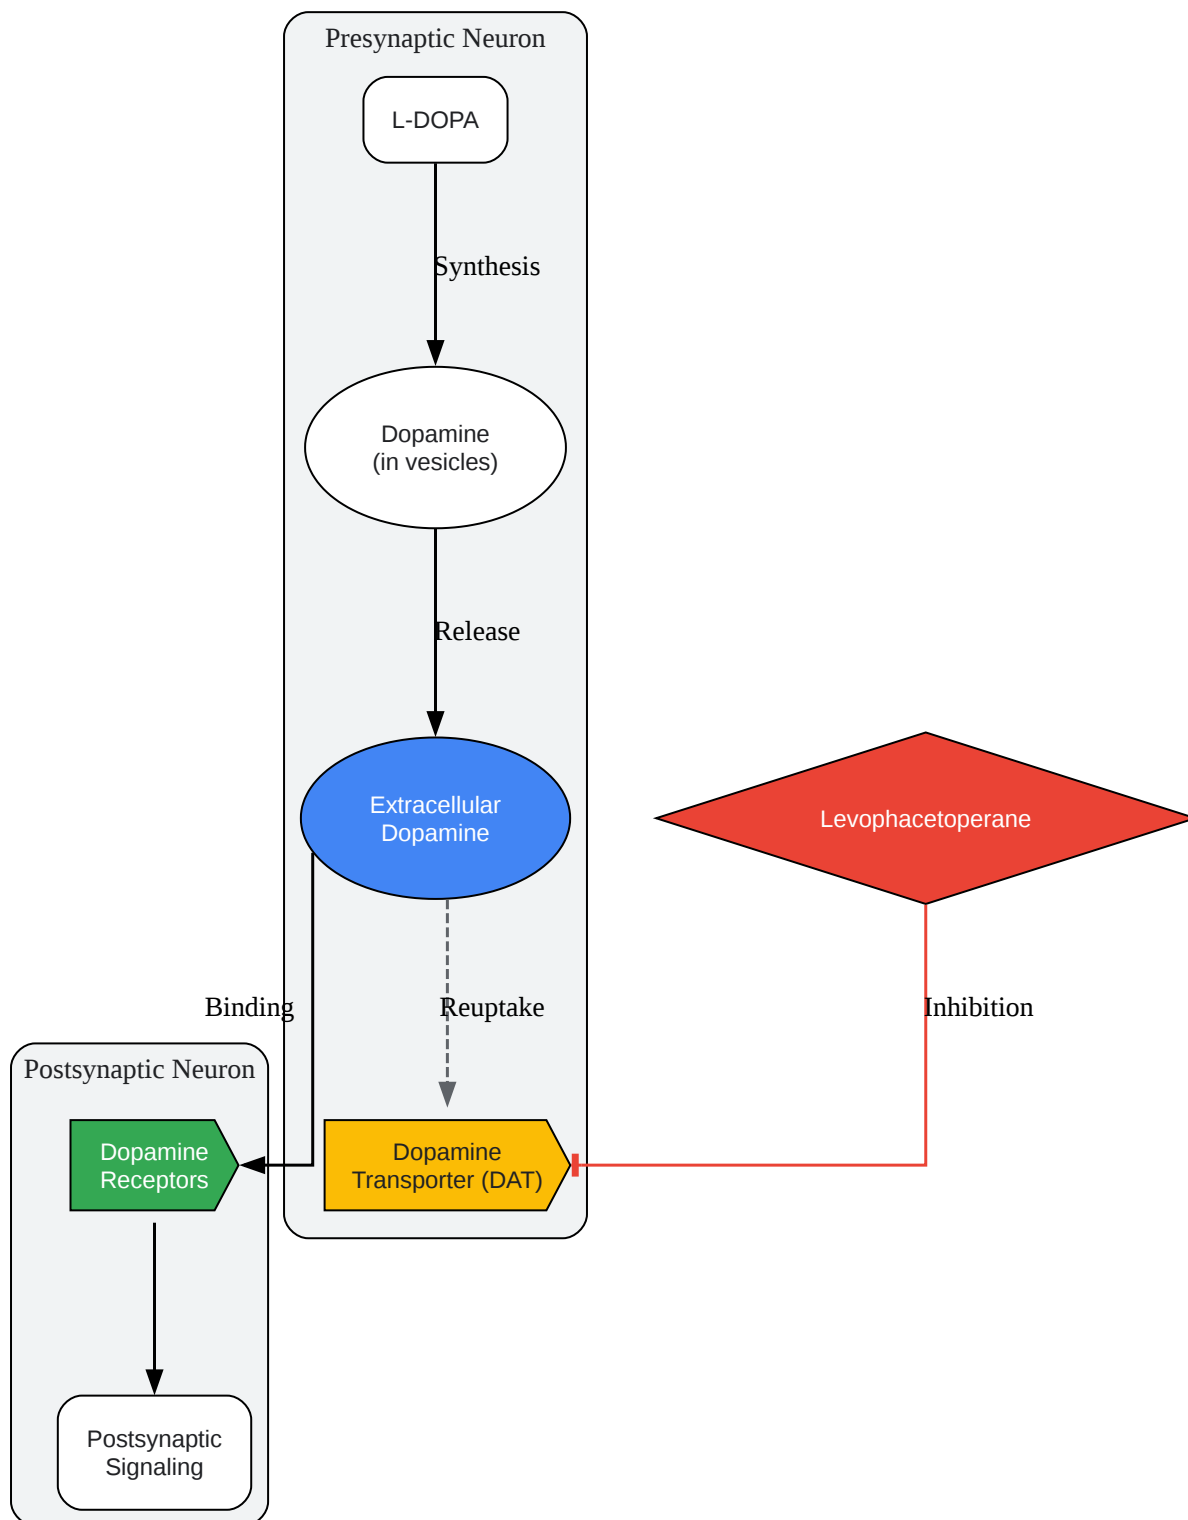 Presynaptic Neuron
L-DOPA
Synthesis
Dopamine
(in vesicles)
Release
Extracellular
Dopamine
Levophacetoperane
Binding
Reuptake
Inhibition
Postsynaptic Neuron
Dopamine
Receptors
Dopamine
Transporter (DAT)
Postsynaptic
Signaling